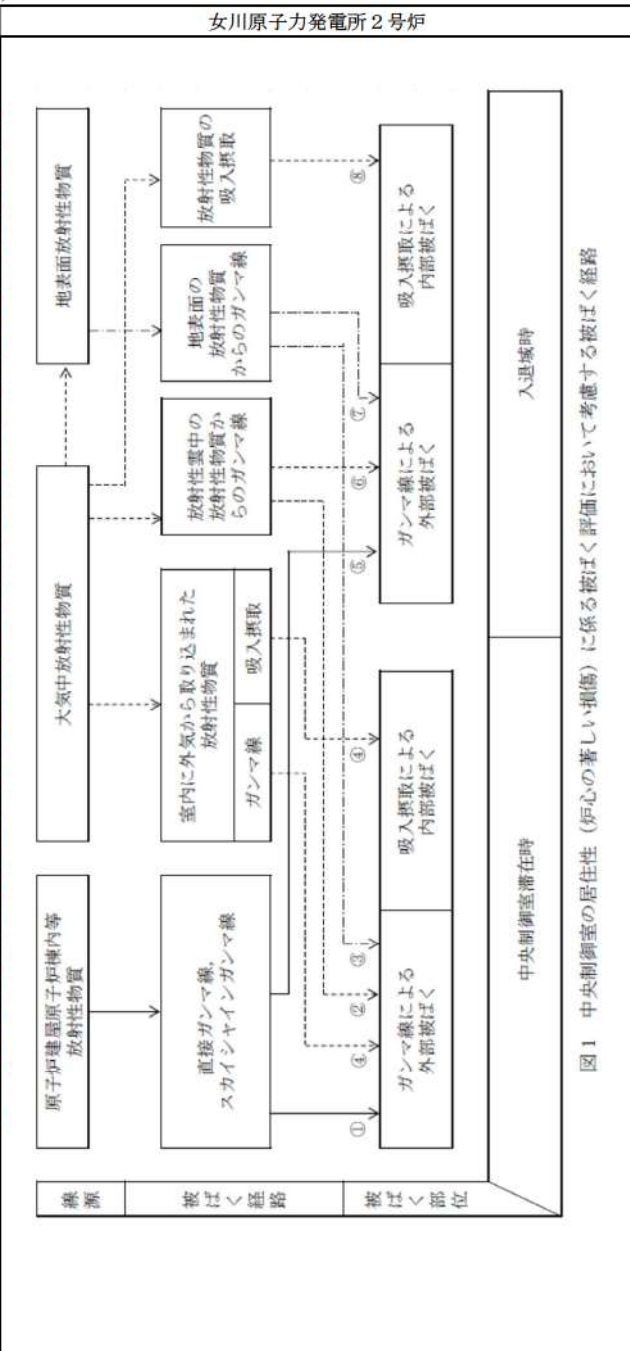 女川原子力発電所２号炉
線源
原子炉建屋原子炉棟内等
放射性物質
大気中放射性物質
地表面放射性物質
被ばく経路
直接ガンマ線,
スカイシャインガンマ線
室内に外気から取り込まれた
放射性物質
ガンマ線
吸入摂取
放射性雲中の
放射性物質か
らのガンマ線
地表面の
放射性物質
からのガンマ線
放射性物質の
吸入摂取
①
④
②
③
④
⑤
⑥
⑦
⑧
被ばく部位
ガンマ線による
外部被ばく
吸入摂取による
内部被ばく
ガンマ線による
外部被ばく
吸入摂取による
内部被ばく
中央制御室滞在時
入退域時
図１ 中央制御室の居住性（炉心の著しい損傷）に係る被ばく評価において考慮する被ばく経路